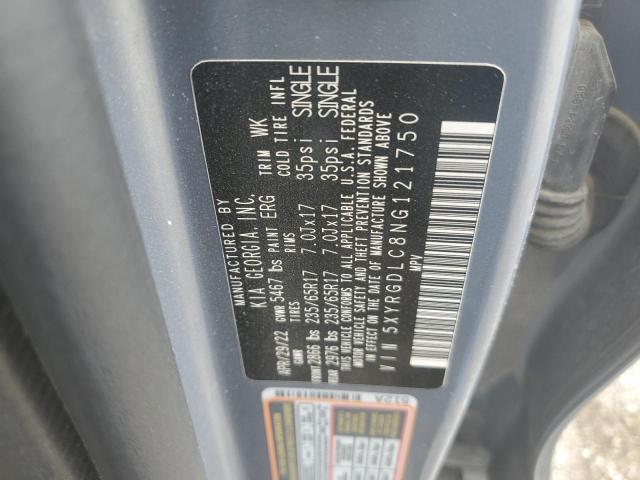 MANUFACTURED BY
KIA GEORGIA, INC.
APR/29/22 GVWR 5467 lbs PAINT ERG TRIM WK
GAWR TIRES RIMS COLD TIRE INFL
FRONT 2866 lbs 235/65R17 7.0Jx17 35psi SINGLE
REAR 2976 lbs 235/65R17 7.0Jx17 35psi SINGLE
THIS VEHICLE CONFORMS TO ALL APPLICABLE U.S.A. FEDERAL
MOTOR VEHICLE SAFETY AND THEFT PREVENTION STANDARDS
IN EFFECT ON THE DATE OF MANUFACTURE SHOWN ABOVE
VIN 5XYRGDLC8NG121750
MPV